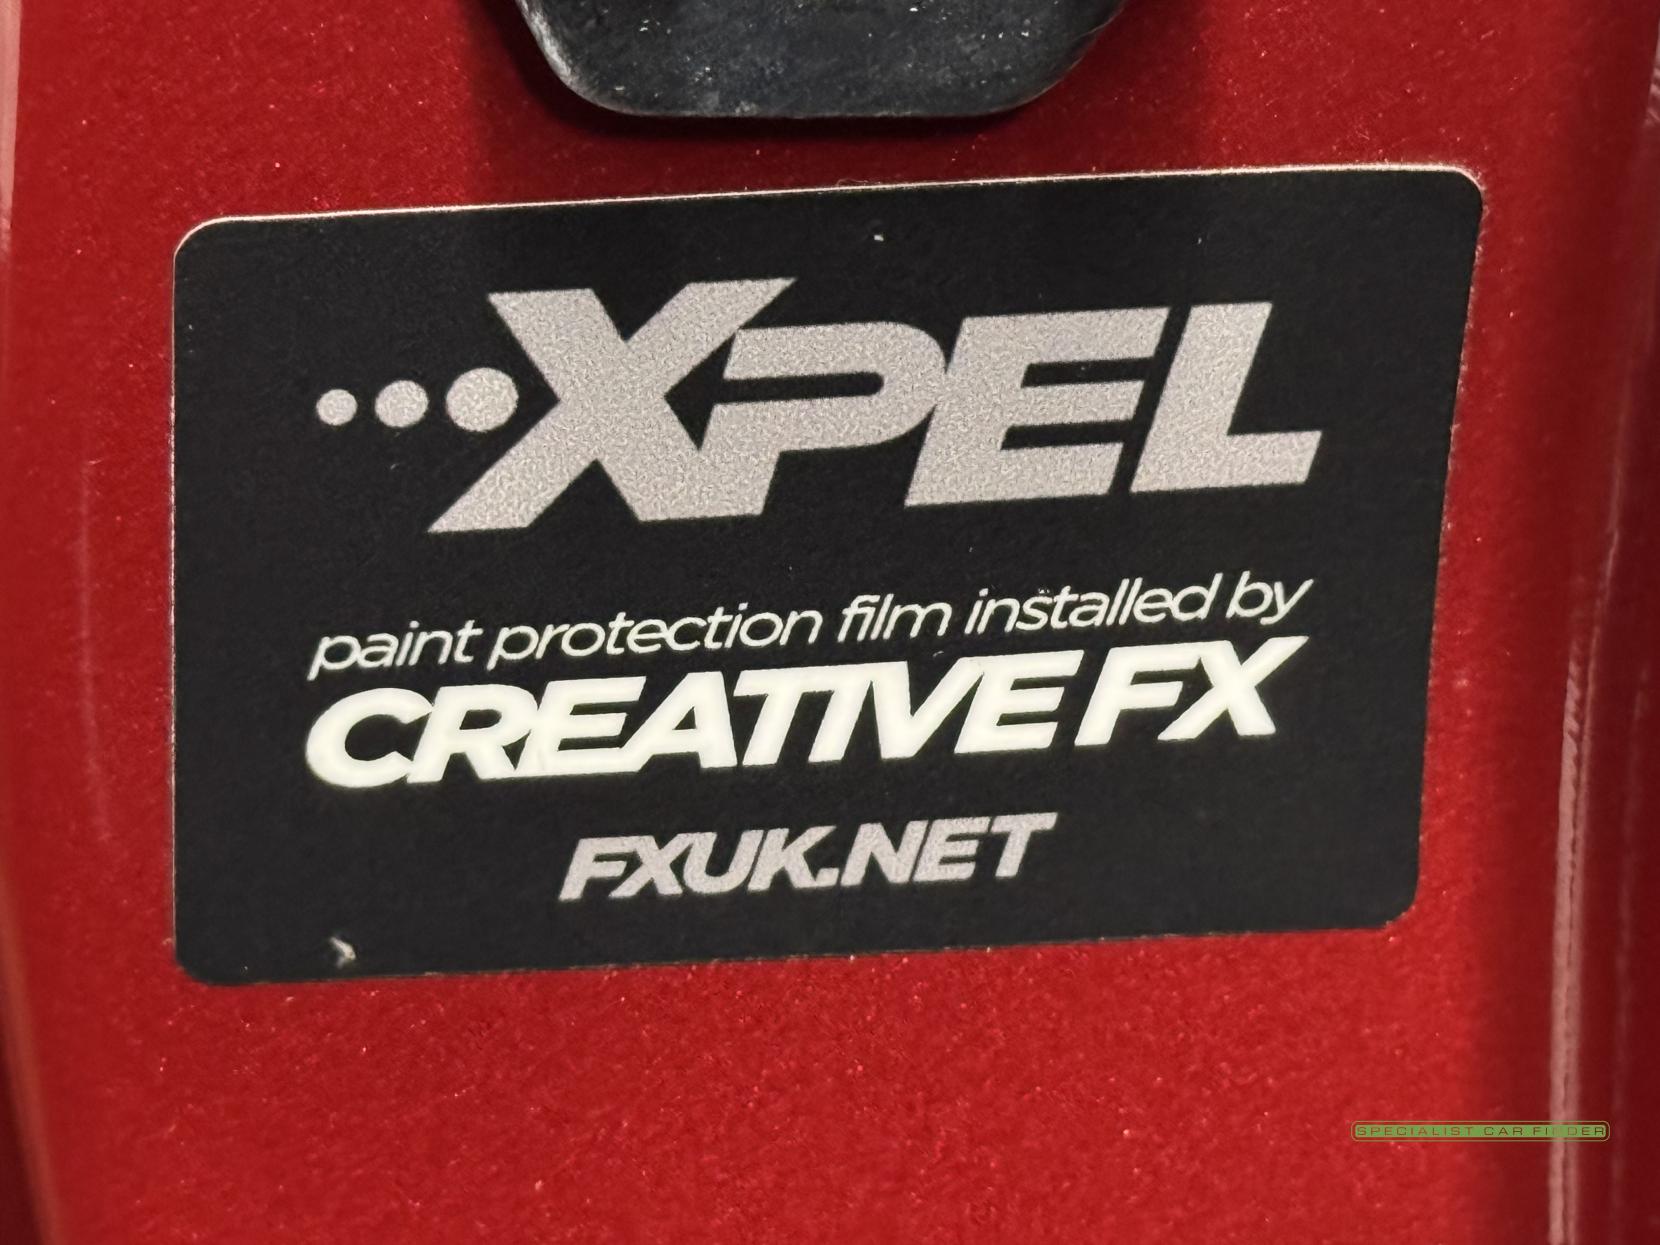 XPEL
paint protection film installed by
CREATIVE FX
FXUK.NET
SPECIALIST CAR FINDER